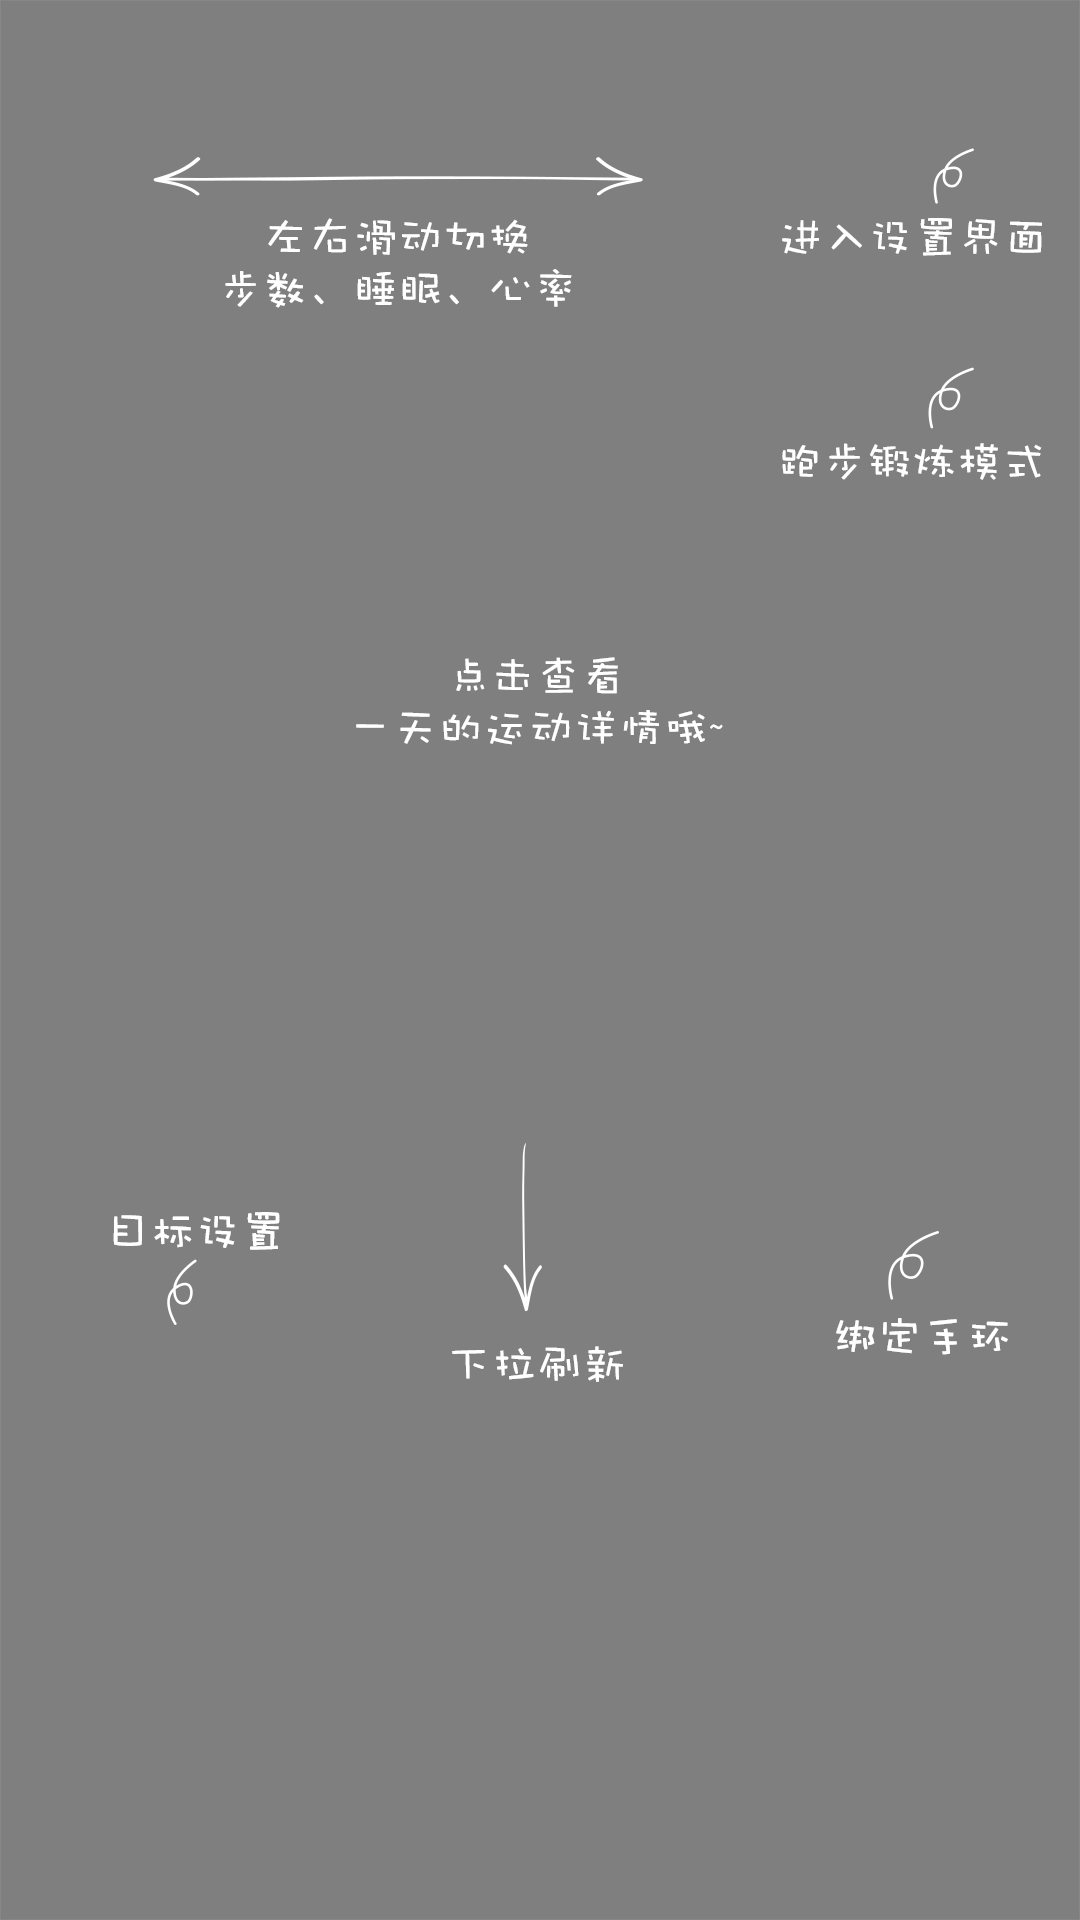 左右滑动切换
步数、睡眠、心率
进入设置界面
跑步锻炼模式
点击查看
一天的运动详情哦~
目标设置
下拉刷新
绑定手环